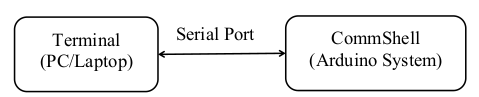 Terminal
(PC/Laptop)
Serial Port
CommShell
(Arduino System)